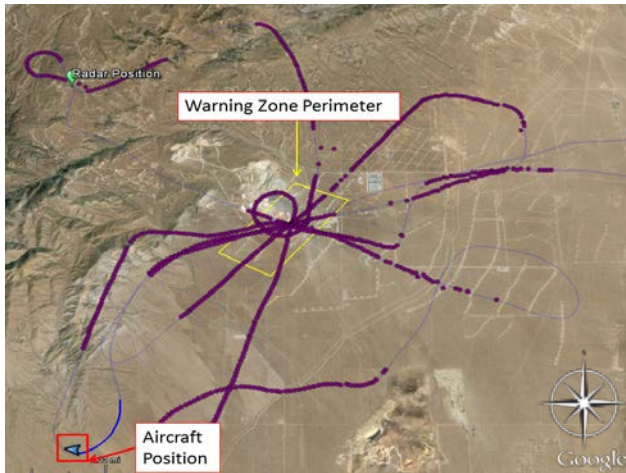 Radar Position
Warning Zone Perimeter
Aircraft
Position
Google